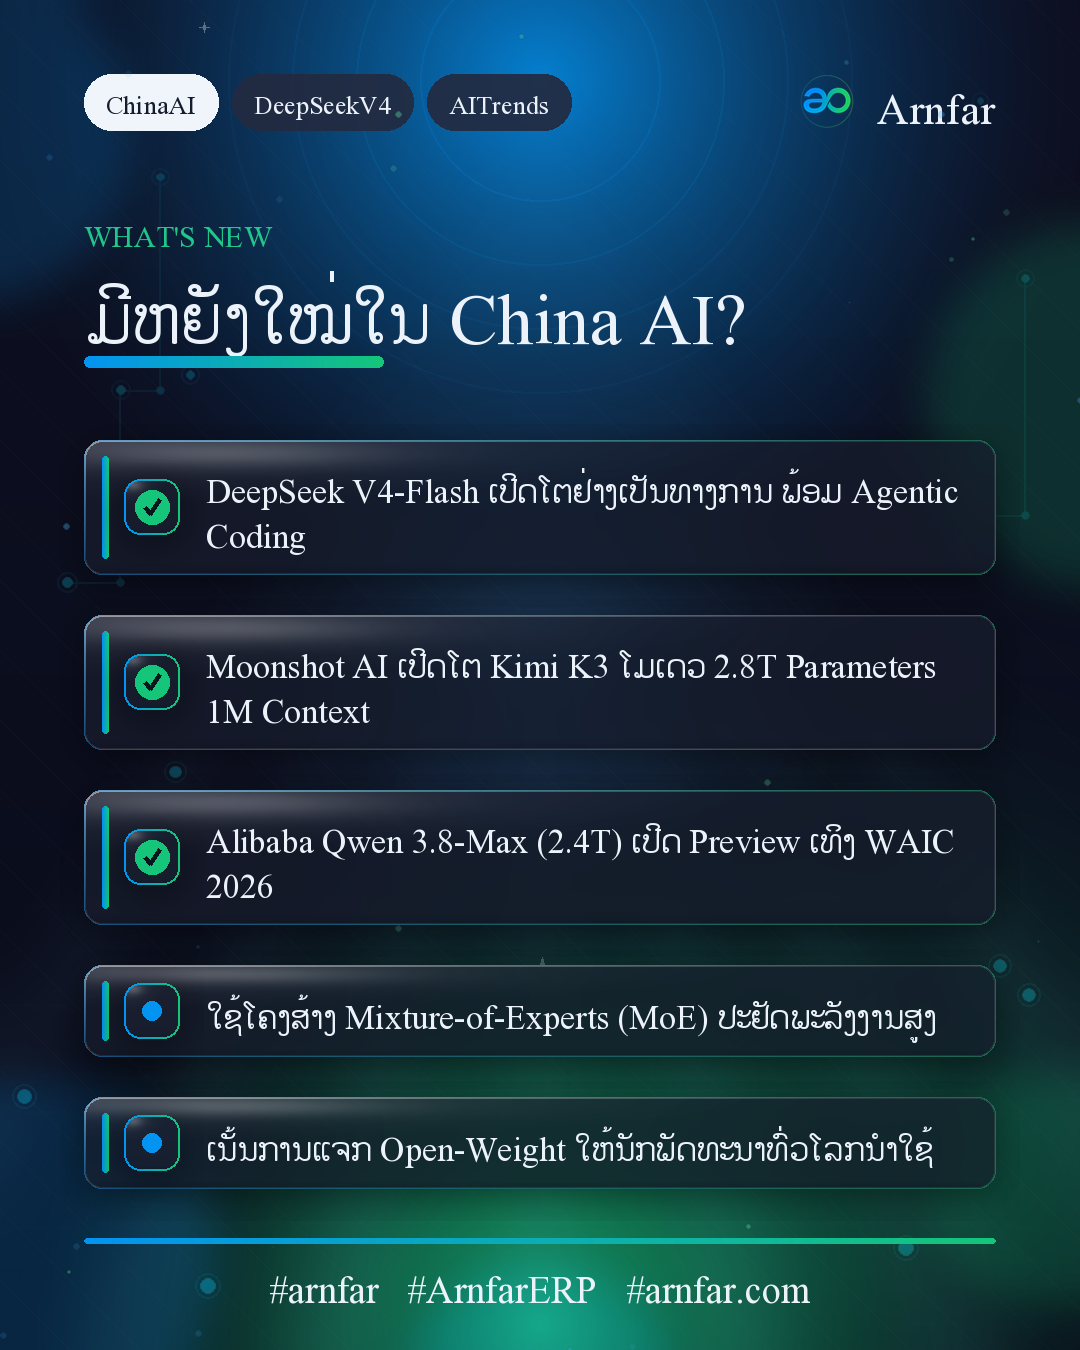 ChinaAI DeepSeekV4 AITrends Arnfar
WHAT'S NEW
ມີຫຍັງໃໝ່ໃນ China AI?
DeepSeek V4-Flash ເປີດໂຕຢ່າງເປັນທາງການ ພ້ອມ Agentic
Coding
Moonshot AI ເປີດໂຕ Kimi K3 ໂມເດວ 2.8T Parameters
1M Context
Alibaba Qwen 3.8-Max (2.4T) ເປີດ Preview ເທິງ WAIC
2026
ໃຊ້ໂຄງສ້າງ Mixture-of-Experts (MoE) ປະຢັດພະລັງງານສູງ
ເນັ້ນການແຈກ Open-Weight ໃຫ້ນັກພັດທະນາທົ່ວໂລກນຳໃຊ້
#arnfar #ArnfarERP #arnfar.com